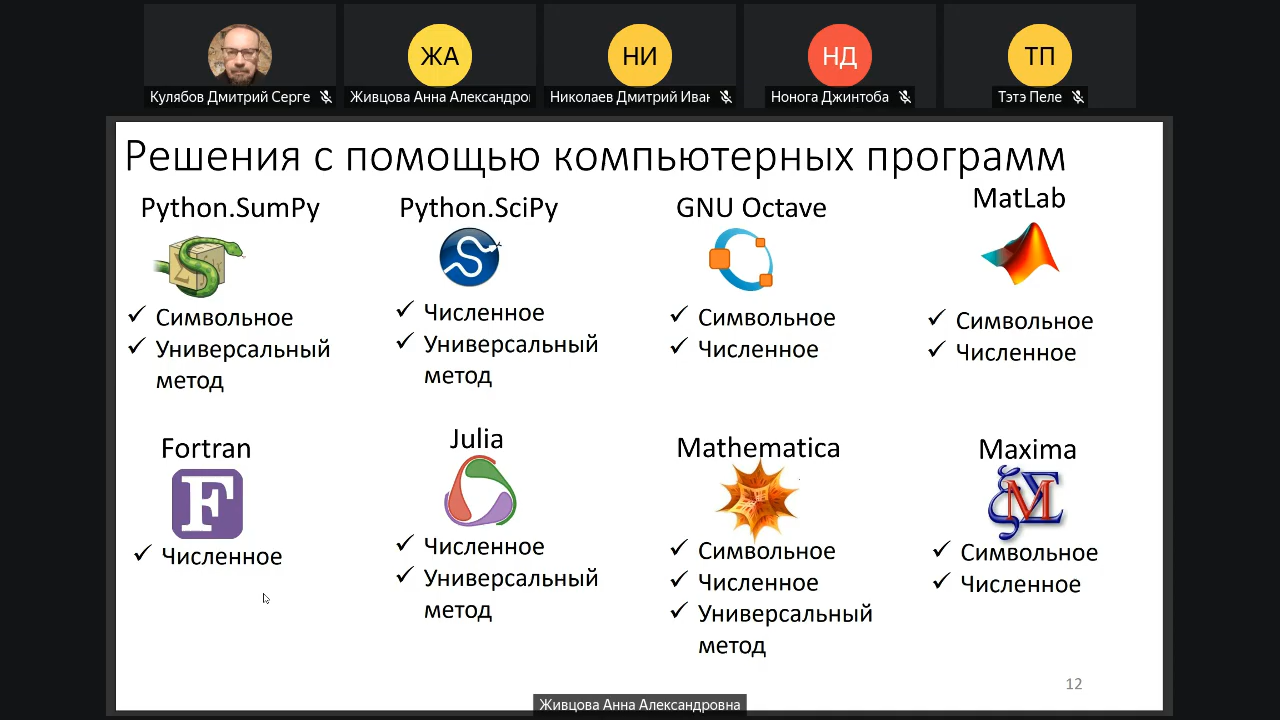 ЖА
НИ
НД
ТП
Кулябов Дмитрий Серге
Живцова Анна Александро
Николаев Дмитрий Иван
Нонога Джинтоба
Тэтэ Пеле
Решения с помощью компьютерных программ
Python.SumPy
Python.SciPy
GNU Octave
MatLab
✓ Символьное
✓ Универсальный
метод
✓ Численное
✓ Универсальный
метод
✓ Символьное
✓ Численное
✓ Символьное
✓ Численное
Fortran
Julia
Mathematica
Maxima
F
M
✓ Численное
✓ Численное
✓ Универсальный
метод
✓ Символьное
✓ Численное
✓ Универсальный
метод
✓ Символьное
✓ Численное
12
Живцова Анна Александровна